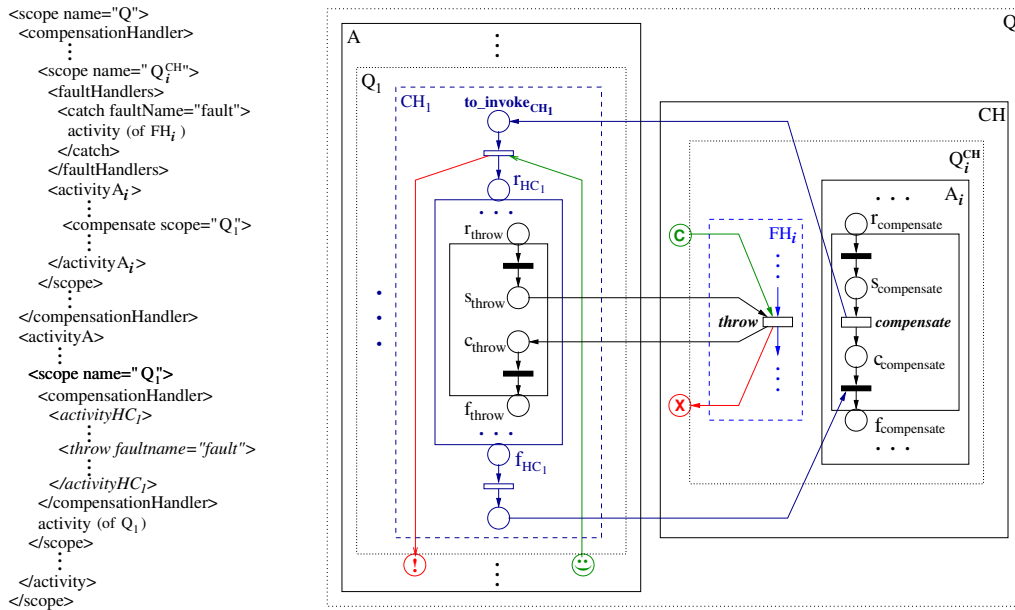 <scope name="Q">
<compensationHandler>
<scope name="Q_i^CH">
<faultHandlers>
<catch faultName="fault">
activity (of FH_i)
</catch>
</faultHandlers>
<activityA_i>
<compensate scope="Q_1">
</activityA_i>
</scope>
</compensationHandler>
<activityA>
<scope name="Q_1">
<compensationHandler>
<activityHC_1>
<throw faultname="fault">
</activityHC_1>
</compensationHandler>
activity (of Q_1)
</scope>
</activity>
</scope>
Q
A
Q_1
CH_1
to_invoke_CH_1
r_HC_1
r_throw
s_throw
c_throw
f_throw
f_HC_1
!
CH
Q_i^CH
A_i
C
FH_i
throw
X
r_compensate
s_compensate
compensate
c_compensate
f_compensate